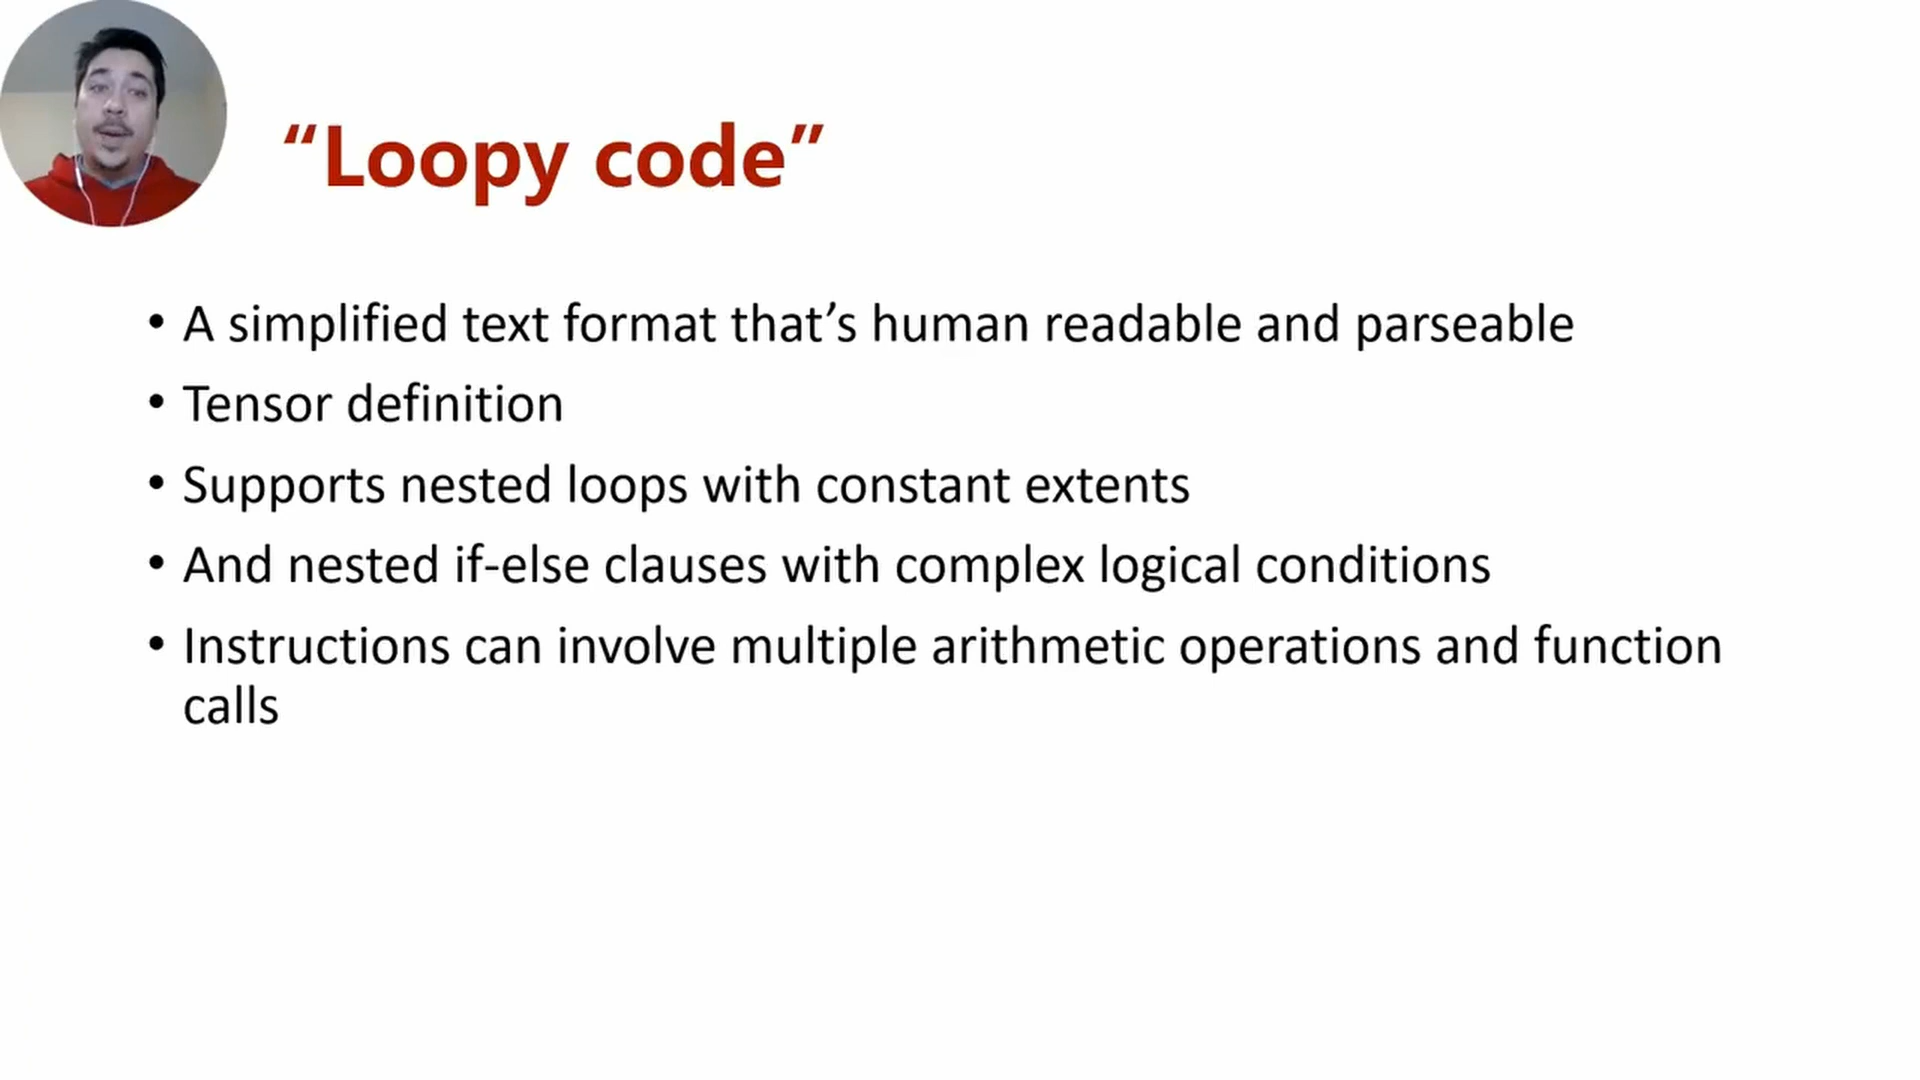 “Loopy code”
• A simplified text format that’s human readable and parseable
• Tensor definition
• Supports nested loops with constant extents
• And nested if-else clauses with complex logical conditions
• Instructions can involve multiple arithmetic operations and function
calls